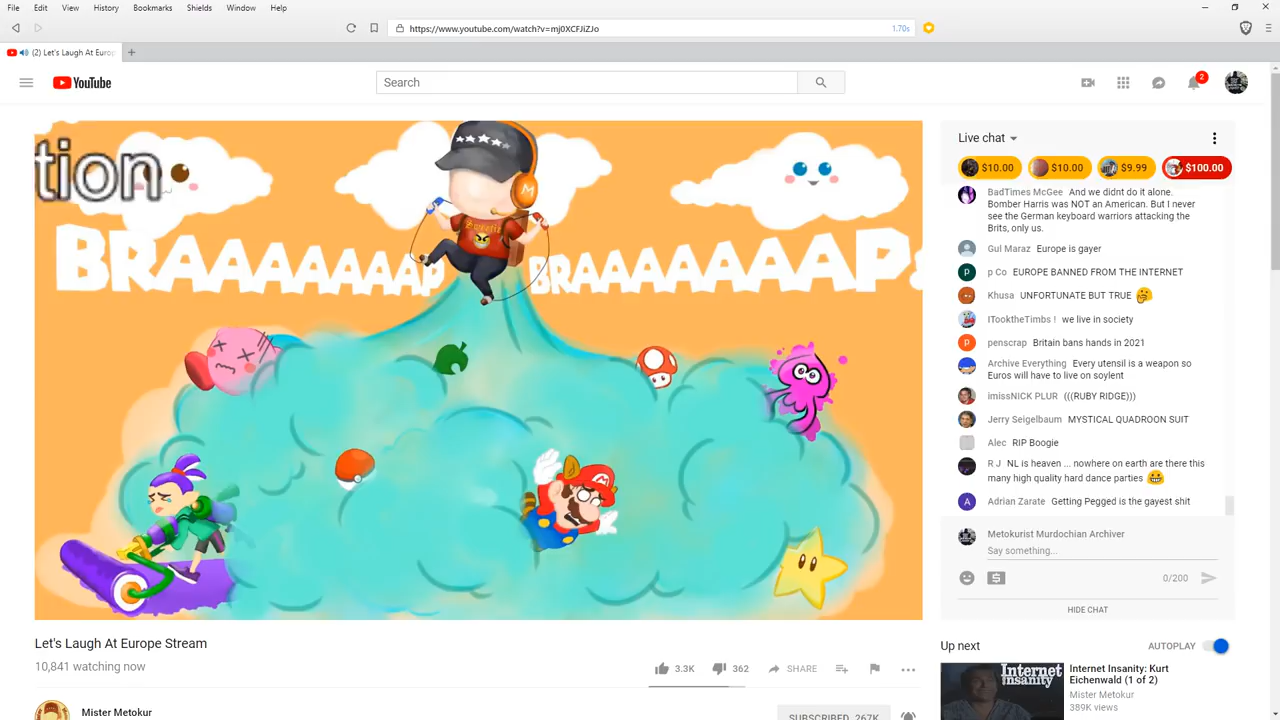 File Edit View History Bookmarks Shields Window Help
https://www.youtube.com/watch?v=mj0XCFJiZJo 1.70s
(2) Let's Laugh At Europ
YouTube
Search
2
tion
BRAAAAAAAP BRAAAAAAAP!
M
Live chat
$10.00 $10.00 $9.99 $100.00
BadTimes McGee And we didnt do it alone.
Bomber Harris was NOT an American. But I never
see the German keyboard warriors attacking the
Brits, only us.
Gul Maraz Europe is gayer
p Co EUROPE BANNED FROM THE INTERNET
Khusa UNFORTUNATE BUT TRUE
ITooktheTimbs ! we live in society
penscrap Britain bans hands in 2021
Archive Everything Every utensil is a weapon so
Euros will have to live on soylent
imissNICK PLUR (((RUBY RIDGE)))
Jerry Seigelbaum MYSTICAL QUADROON SUIT
Alec RIP Boogie
R J NL is heaven ... nowhere on earth are there this
many high quality hard dance parties
Adrian Zarate Getting Pegged is the gayest shit
Metokurist Murdochian Archiver
Say something...
0/200
HIDE CHAT
Let's Laugh At Europe Stream
10,841 watching now
3.3K 362 SHARE
Mister Metokur
SUBSCRIBED 267K
Up next AUTOPLAY
Internet Insanity
Internet Insanity: Kurt
Eichenwald (1 of 2)
Mister Metokur
389K views